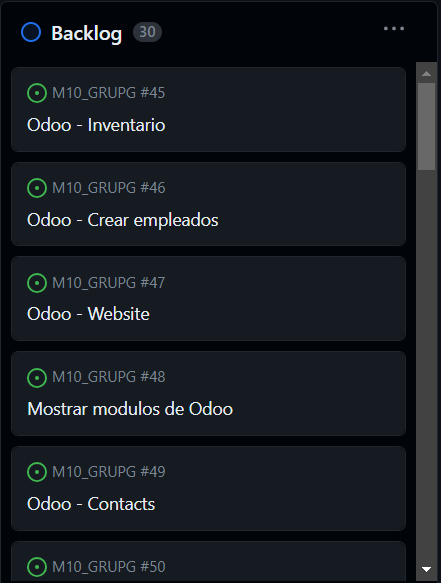 Backlog 30
M10_GRUPG #45
Odoo - Inventario
M10_GRUPG #46
Odoo - Crear empleados
M10_GRUPG #47
Odoo - Website
M10_GRUPG #48
Mostrar modulos de Odoo
M10_GRUPG #49
Odoo - Contacts
M10_GRUPG #50